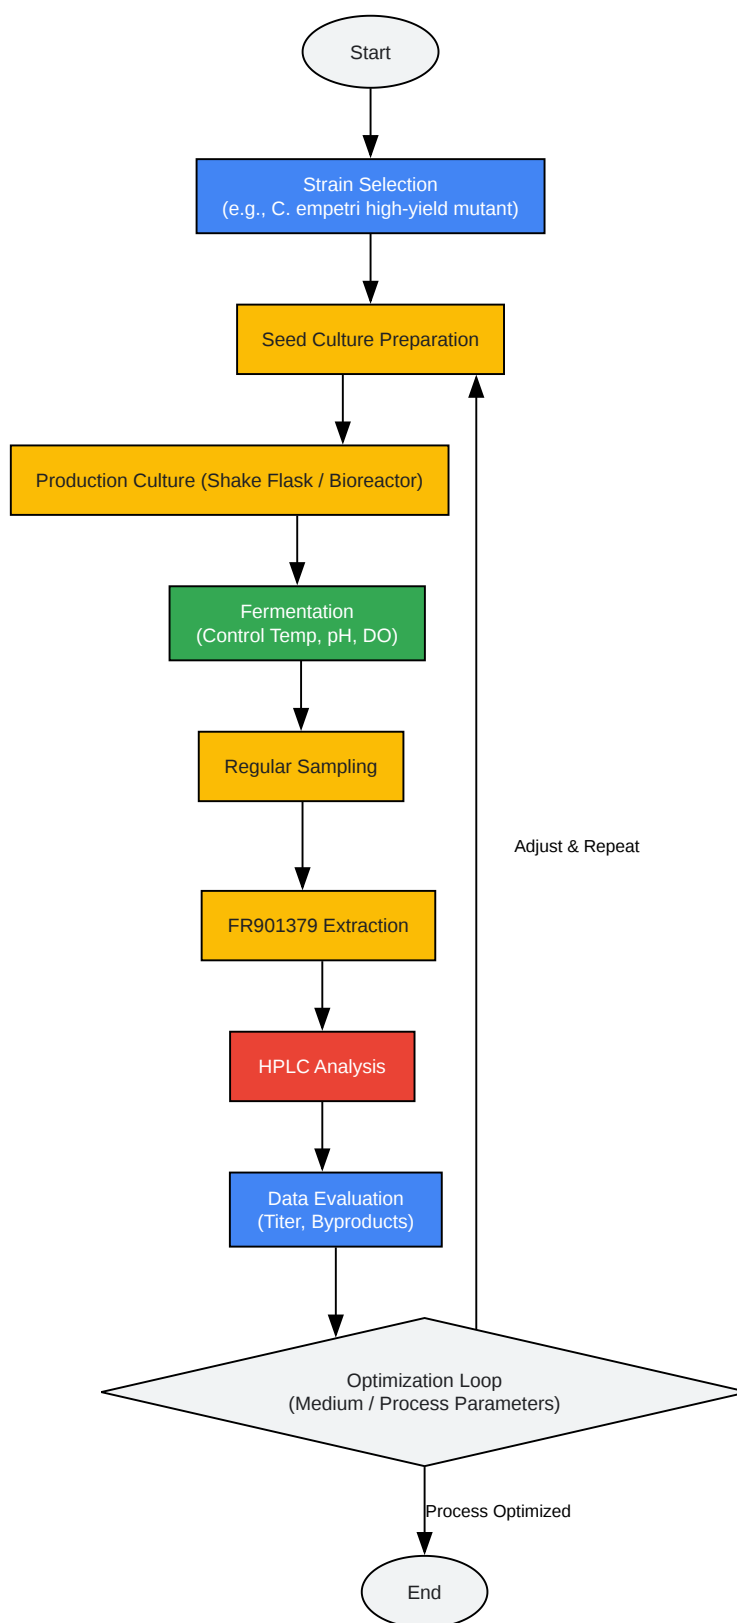 Start
Strain Selection
(e.g., C. empetri high-yield mutant)
Seed Culture Preparation
Production Culture (Shake Flask / Bioreactor)
Fermentation
(Control Temp, pH, DO)
Regular Sampling
Adjust & Repeat
FR901379 Extraction
HPLC Analysis
Data Evaluation
(Titer, Byproducts)
Optimization Loop
(Medium / Process Parameters)
Process Optimized
End